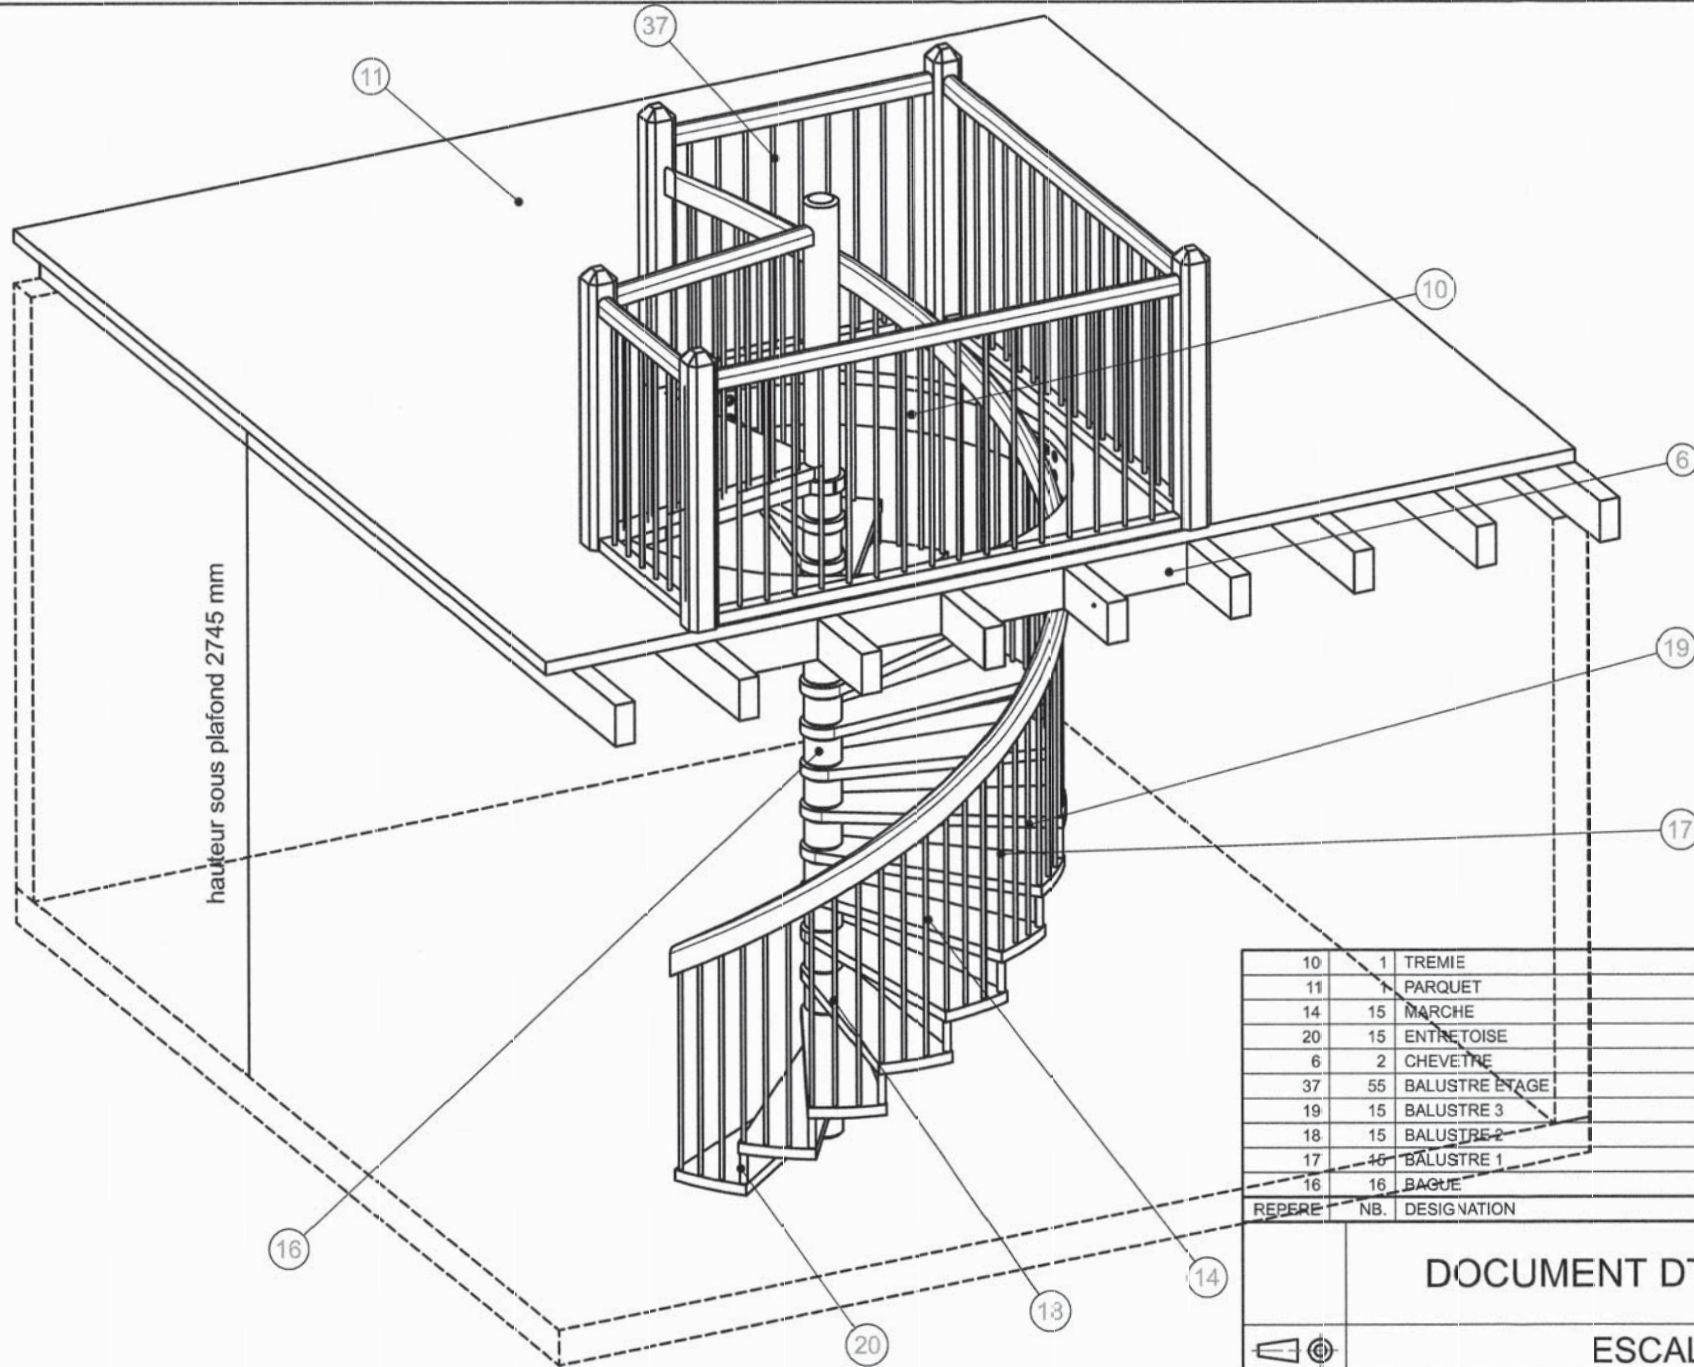 37
11
10
6
19
17
hauteur sous plafond 2745 mm
16
20
18
14
10 1 TREMIE
11 1 PARQUET
14 15 MARCHE
20 15 ENTRETOISE
6 2 CHEVETRE
37 55 BALUSTRE ETAGE
19 15 BALUSTRE 3
18 15 BALUSTRE 2
17 15 BALUSTRE 1
16 16 BAGUE
REPERE NB. DESIGNATION
DOCUMENT DT
ESCAL